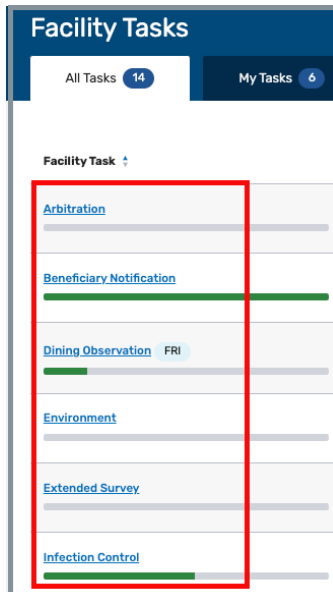 Facility Tasks
All Tasks 14 My Tasks 6
Facility Task
Arbitration
Beneficiary Notification
Dining Observation FRI
Environment
Extended Survey
Infection Control